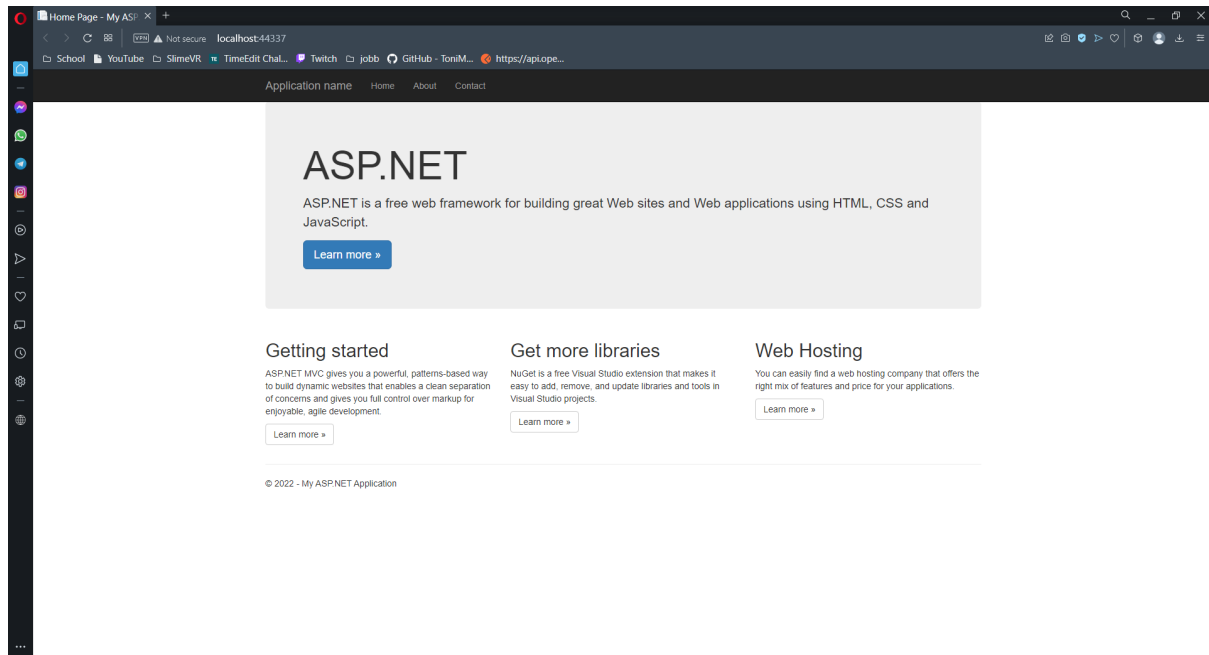 Home Page - My ASP
VPN Not secure localhost:44337
School YouTube SlimeVR TE TimeEdit Chal... Twitch jobb GitHub - ToniM... https://api.ope...
Application name Home About Contact
ASP.NET
ASP.NET is a free web framework for building great Web sites and Web applications using HTML, CSS and
JavaScript.
Learn more »
Getting started
ASP.NET MVC gives you a powerful, patterns-based way
to build dynamic websites that enables a clean separation
of concerns and gives you full control over markup for
enjoyable, agile development.
Learn more »
Get more libraries
NuGet is a free Visual Studio extension that makes it
easy to add, remove, and update libraries and tools in
Visual Studio projects.
Learn more »
Web Hosting
You can easily find a web hosting company that offers the
right mix of features and price for your applications.
Learn more »
© 2022 - My ASP.NET Application